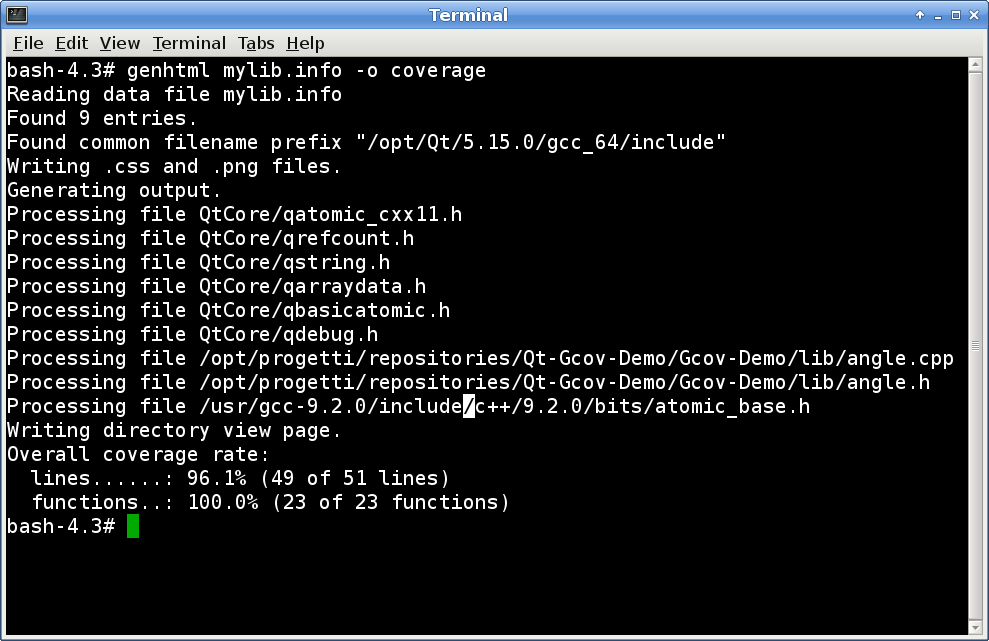 Terminal
File Edit View Terminal Tabs Help
bash-4.3# genhtml mylib.info -o coverage
Reading data file mylib.info
Found 9 entries.
Found common filename prefix "/opt/Qt/5.15.0/gcc_64/include"
Writing .css and .png files.
Generating output.
Processing file QtCore/qatomic_cxx11.h
Processing file QtCore/qrefcount.h
Processing file QtCore/qstring.h
Processing file QtCore/qarraydata.h
Processing file QtCore/qbasicatomic.h
Processing file QtCore/qdebug.h
Processing file /opt/progetti/repositories/Qt-Gcov-Demo/Gcov-Demo/lib/angle.cpp
Processing file /opt/progetti/repositories/Qt-Gcov-Demo/Gcov-Demo/lib/angle.h
Processing file /usr/gcc-9.2.0/include/c++/9.2.0/bits/atomic_base.h
Writing directory view page.
Overall coverage rate:
  lines......: 96.1% (49 of 51 lines)
  functions..: 100.0% (23 of 23 functions)
bash-4.3#